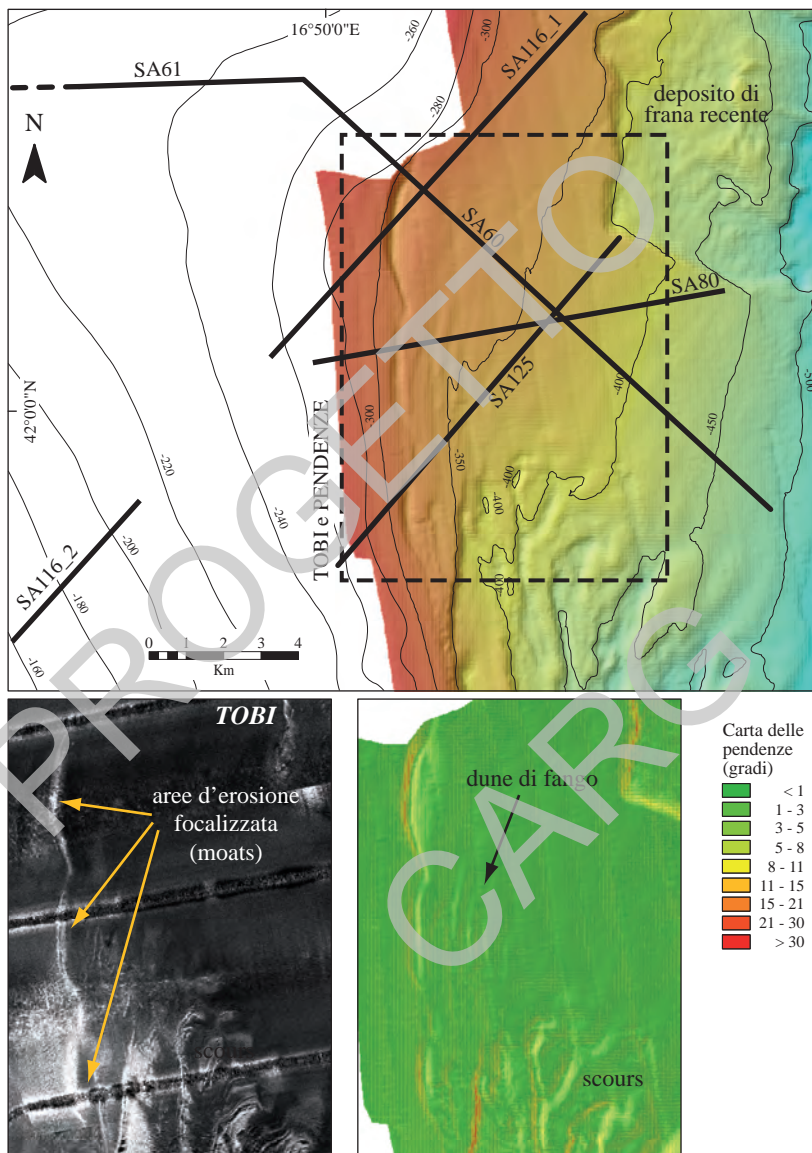 16°50'0"E
-260
-300
SA116_1
SA61
-280
deposito di
frana recente
N
SA60
SA80
42°0'0"N
SA125
-400
-500
-300
-450
-350
-220
TOBI e PENDENZE
-400
-400
-240
-200
SA116_2
-400
-180
-160
0 1 2 3 4
Km
PROGETTO
CARG
TOBI
aree d'erosione
focalizzata
(moats)
dune di fango
scours
Carta delle
pendenze
(gradi)
< 1
1 - 3
3 - 5
5 - 8
8 - 11
11 - 15
15 - 21
21 - 30
> 30